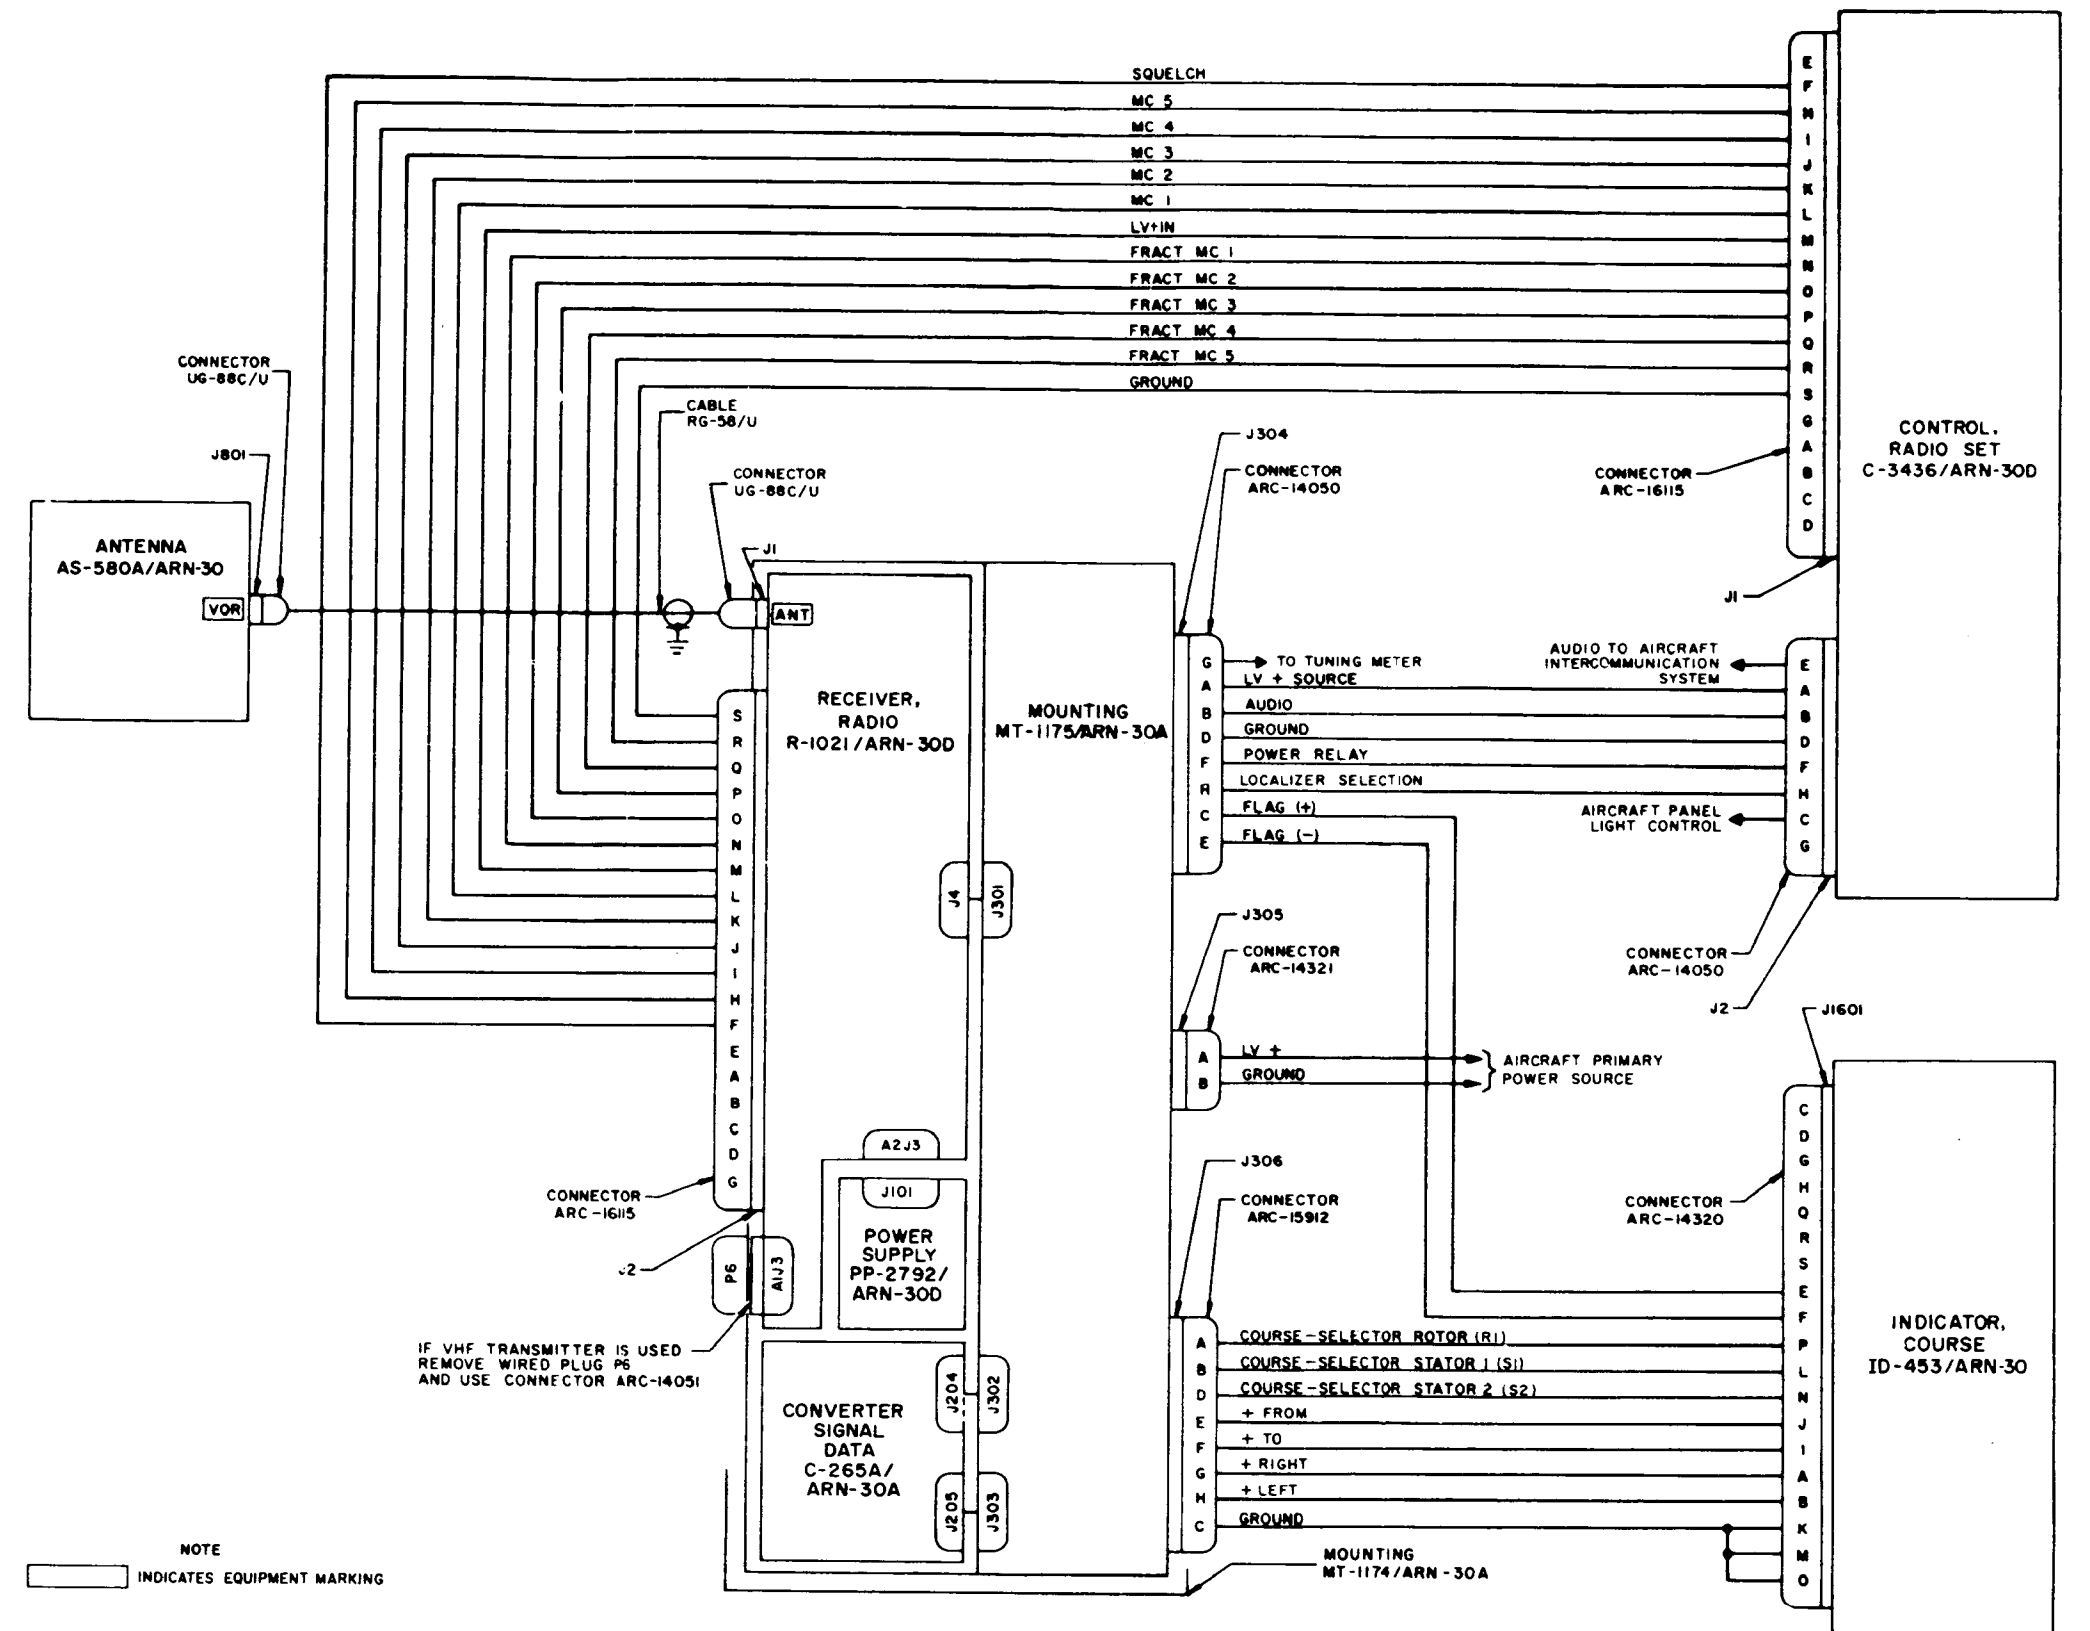 SQUELCH
MC 5
MC 4
MC 3
MC 2
MC 1
LV+IN
FRACT MC 1
FRACT MC 2
FRACT MC 3
FRACT MC 4
FRACT MC 5
GROUND
E
F
H
I
J
K
L
M
N
O
P
Q
R
S
G
A
B
C
D
CONTROL,
RADIO SET
C-3436/ARN-30D
CONNECTOR
ARC-16115
J1
CONNECTOR
UG-88C/U
J801
ANTENNA
AS-580A/ARN-30
VOR
CABLE
RG-58/U
CONNECTOR
UG-88C/U
J1
ANT
RECEIVER,
RADIO
R-1021/ARN-30D
MOUNTING
MT-1175/ARN-30A
S
R
Q
P
O
N
M
L
K
J
I
H
F
E
A
B
C
D
G
CONNECTOR
ARC-16115
J2
P6
A1J3
IF VHF TRANSMITTER IS USED
REMOVE WIRED PLUG P6
AND USE CONNECTOR ARC-14051
J4
J301
A2J3
J101
POWER
SUPPLY
PP-2792/
ARN-30D
CONVERTER
SIGNAL
DATA
C-265A/
ARN-30A
J204
J302
J205
J303
J304
CONNECTOR
ARC-14050
G
A
B
D
F
H
C
E
TO TUNING METER
LV + SOURCE
AUDIO
GROUND
POWER RELAY
LOCALIZER SELECTION
FLAG (+)
FLAG (-)
AUDIO TO AIRCRAFT
INTERCOMMUNICATION
SYSTEM
AIRCRAFT PANEL
LIGHT CONTROL
E
A
B
D
F
H
C
G
CONNECTOR
ARC-14050
J2
J305
CONNECTOR
ARC-14321
A
B
LV +
GROUND
AIRCRAFT PRIMARY
POWER SOURCE
J1601
CONNECTOR
ARC-14320
C
D
G
H
Q
R
S
E
F
P
L
N
J
I
A
B
K
M
O
INDICATOR,
COURSE
ID-453/ARN-30
J306
CONNECTOR
ARC-15912
A
B
D
E
F
G
H
C
COURSE-SELECTOR ROTOR (R1)
COURSE-SELECTOR STATOR 1 (S1)
COURSE-SELECTOR STATOR 2 (S2)
+ FROM
+ TO
+ RIGHT
+ LEFT
GROUND
MOUNTING
MT-1174/ARN-30A
NOTE
INDICATES EQUIPMENT MARKING